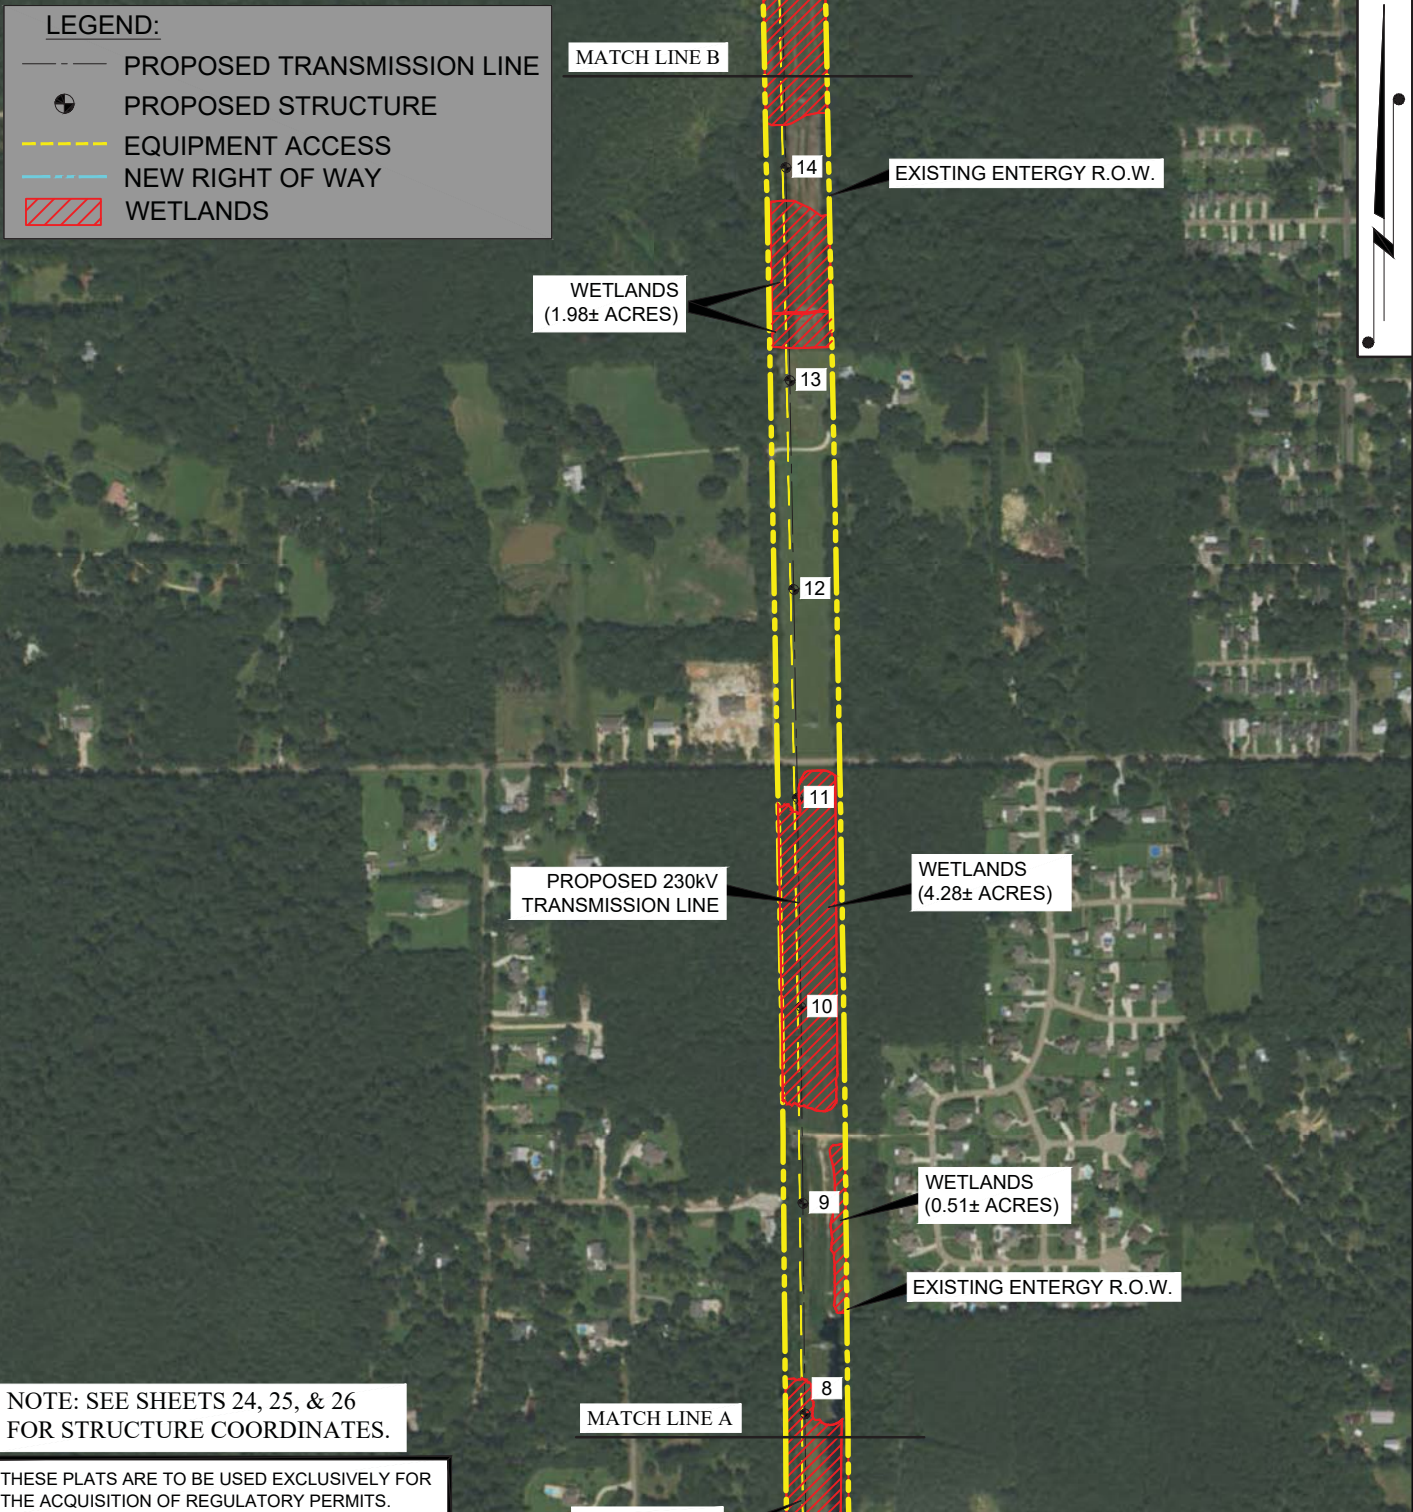 LEGEND:
PROPOSED TRANSMISSION LINE
PROPOSED STRUCTURE
EQUIPMENT ACCESS
NEW RIGHT OF WAY
WETLANDS
MATCH LINE B
14
EXISTING ENTERGY R.O.W.
WETLANDS
(1.98± ACRES)
13
12
11
PROPOSED 230kV
TRANSMISSION LINE
WETLANDS
(4.28± ACRES)
10
WETLANDS
(0.51± ACRES)
9
EXISTING ENTERGY R.O.W.
8
MATCH LINE A
NOTE: SEE SHEETS 24, 25, & 26
FOR STRUCTURE COORDINATES.
THESE PLATS ARE TO BE USED EXCLUSIVELY FOR
THE ACQUISITION OF REGULATORY PERMITS.